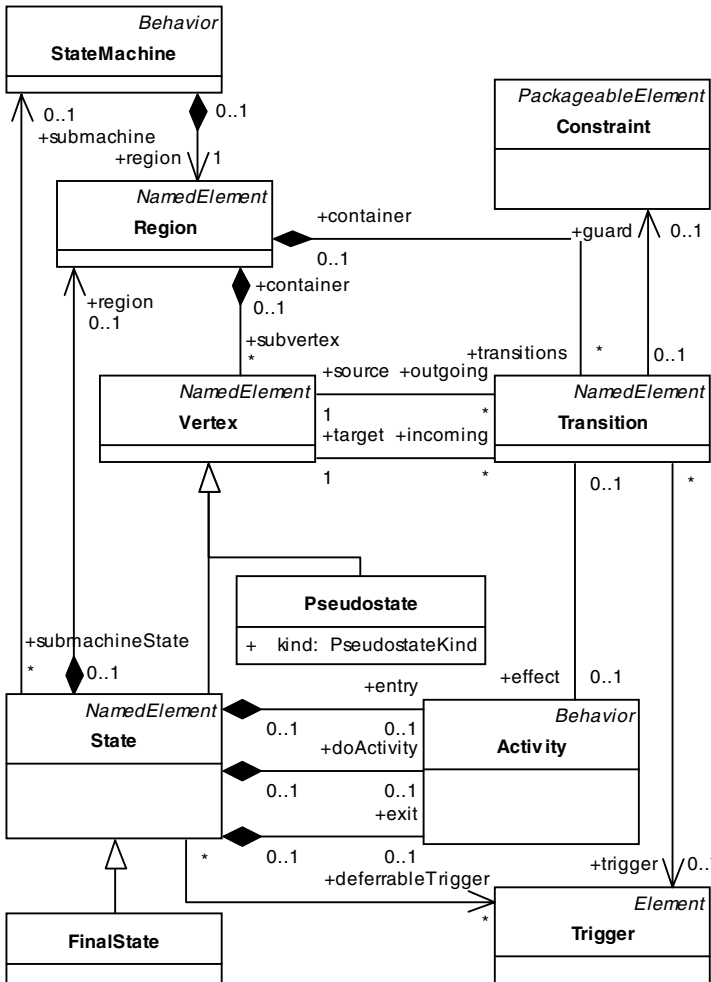 Behavior
StateMachine
0..1
+submachine
0..1
+region 1
PackageableElement
Constraint
NamedElement
Region
+container
0..1
+guard 0..1
+region
0..1
+container
0..1
+subvertex
*
+transitions *
0..1
NamedElement
Vertex
+source +outgoing
1 *
+target +incoming
1 *
NamedElement
Transition
0..1 *
Pseudostate
+ kind: PseudostateKind
+submachineState
* 0..1
NamedElement
State
+entry
0..1 0..1
+doActivity
0..1 0..1
+exit
0..1 0..1
+effect 0..1
Behavior
Activity
*
+deferrableTrigger
*
+trigger 0..
Element
Trigger
FinalState